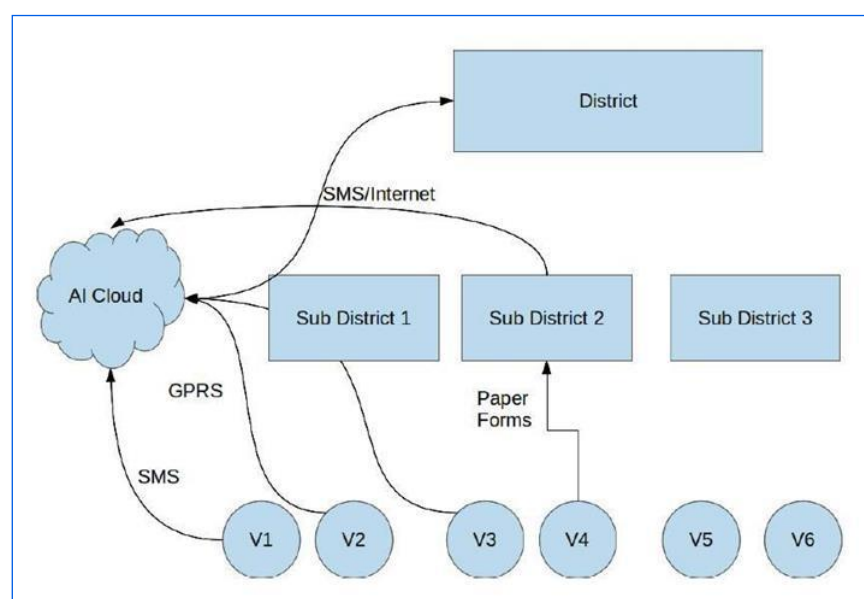 District
SMS/Internet
AI Cloud
Sub District 1
Sub District 2
Sub District 3
GPRS
Paper
Forms
SMS
V1
V2
V3
V4
V5
V6